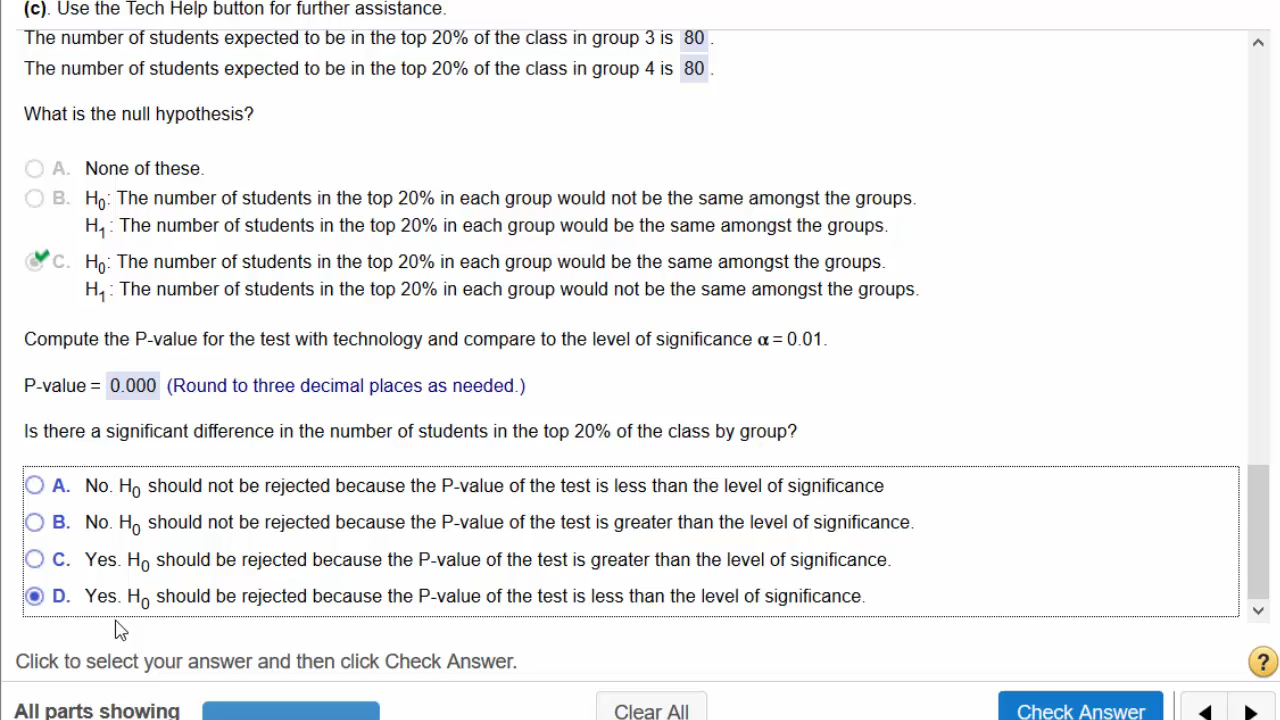 (c). Use the Tech Help button for further assistance.
The number of students expected to be in the top 20% of the class in group 3 is 80.
The number of students expected to be in the top 20% of the class in group 4 is 80.
What is the null hypothesis?
A. None of these.
B. H0: The number of students in the top 20% in each group would not be the same amongst the groups.
H1: The number of students in the top 20% in each group would be the same amongst the groups.
C. H0: The number of students in the top 20% in each group would be the same amongst the groups.
H1: The number of students in the top 20% in each group would not be the same amongst the groups.
Compute the P-value for the test with technology and compare to the level of significance α = 0.01.
P-value = 0.000 (Round to three decimal places as needed.)
Is there a significant difference in the number of students in the top 20% of the class by group?
A. No. H0 should not be rejected because the P-value of the test is less than the level of significance
B. No. H0 should not be rejected because the P-value of the test is greater than the level of significance.
C. Yes. H0 should be rejected because the P-value of the test is greater than the level of significance.
D. Yes. H0 should be rejected because the P-value of the test is less than the level of significance.
Click to select your answer and then click Check Answer.
?
All parts showing
Clear All
Check Answer